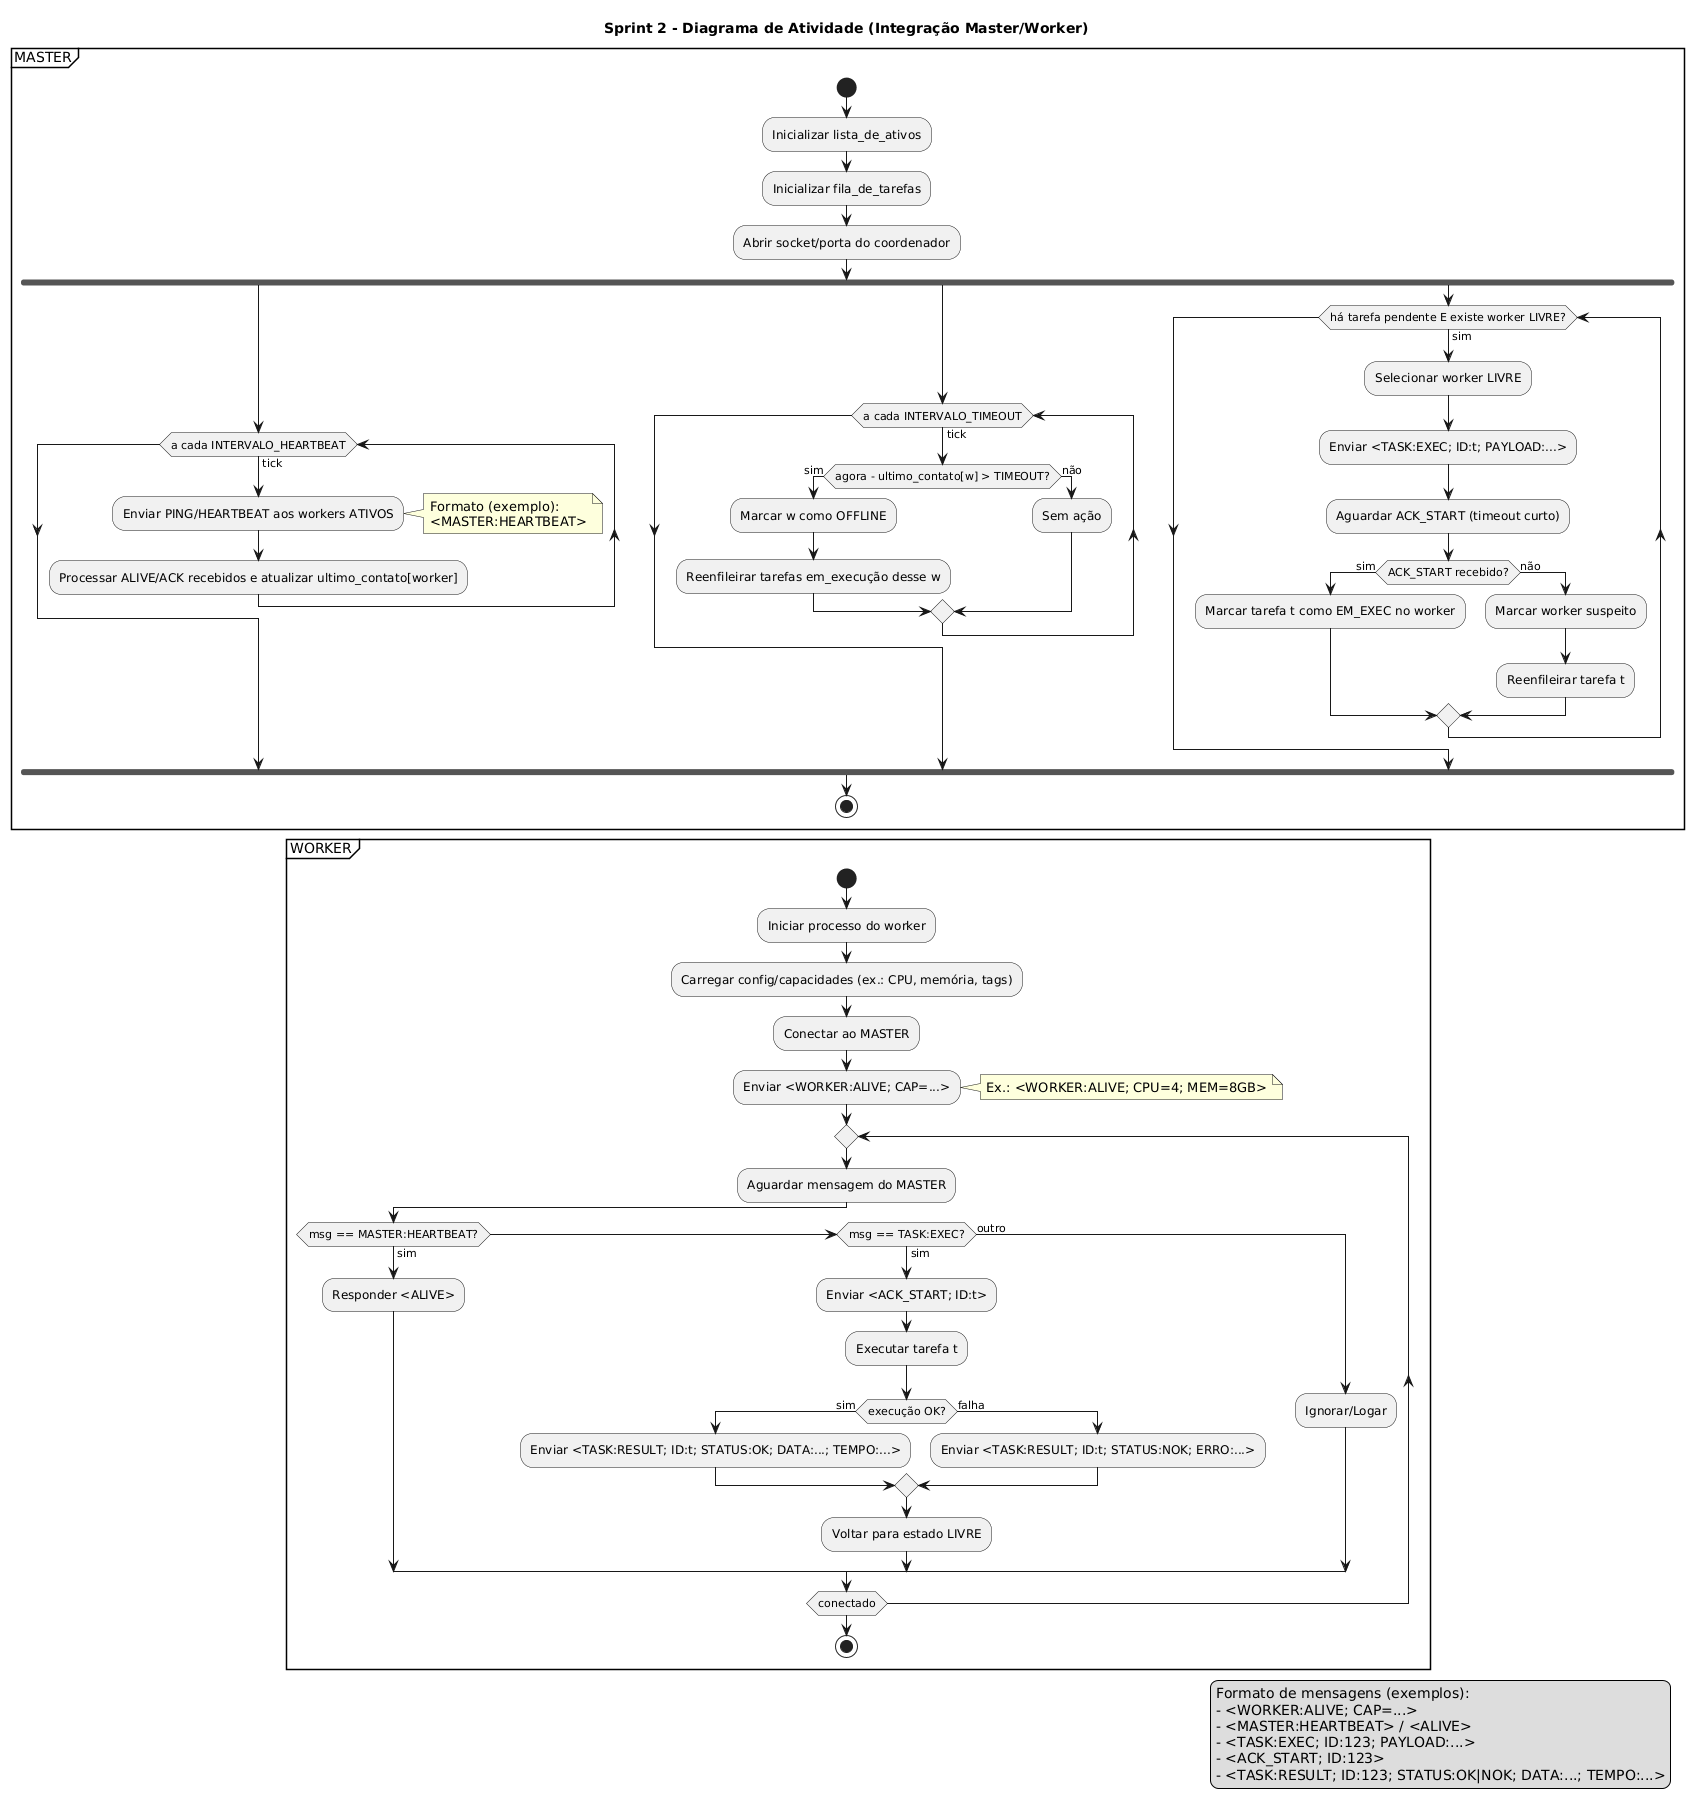 Sprint 2 - Diagrama de Atividade (Integração Master/Worker)
MASTER
Inicializar lista_de_ativos
Inicializar fila_de_tarefas
Abrir socket/porta do coordenador
a cada INTERVALO_HEARTBEAT
tick
Enviar PING/HEARTBEAT aos workers ATIVOS
Formato (exemplo):
<MASTER:HEARTBEAT>
Processar ALIVE/ACK recebidos e atualizar ultimo_contato[worker]
a cada INTERVALO_TIMEOUT
tick
agora - ultimo_contato[w] > TIMEOUT?
sim
não
Marcar w como OFFLINE
Sem ação
Reenfileirar tarefas em_execução desse w
há tarefa pendente E existe worker LIVRE?
sim
Selecionar worker LIVRE
Enviar <TASK:EXEC; ID:t; PAYLOAD:...>
Aguardar ACK_START (timeout curto)
sim
ACK_START recebido?
não
Marcar tarefa t como EM_EXEC no worker
Marcar worker suspeito
Reenfileirar tarefa t
WORKER
Iniciar processo do worker
Carregar config/capacidades (ex.: CPU, memória, tags)
Conectar ao MASTER
Enviar <WORKER:ALIVE; CAP=...>
Ex.: <WORKER:ALIVE; CPU=4; MEM=8GB>
Aguardar mensagem do MASTER
msg == MASTER:HEARTBEAT?
sim
Responder <ALIVE>
msg == TASK:EXEC?
outro
sim
Enviar <ACK_START; ID:t>
Executar tarefa t
sim
execução OK?
falha
Enviar <TASK:RESULT; ID:t; STATUS:OK; DATA:...; TEMPO:...>
Enviar <TASK:RESULT; ID:t; STATUS:NOK; ERRO:...>
Voltar para estado LIVRE
Ignorar/Logar
conectado
Formato de mensagens (exemplos):
- <WORKER:ALIVE; CAP=...>
- <MASTER:HEARTBEAT> / <ALIVE>
- <TASK:EXEC; ID:123; PAYLOAD:...>
- <ACK_START; ID:123>
- <TASK:RESULT; ID:123; STATUS:OK|NOK; DATA:...; TEMPO:...>